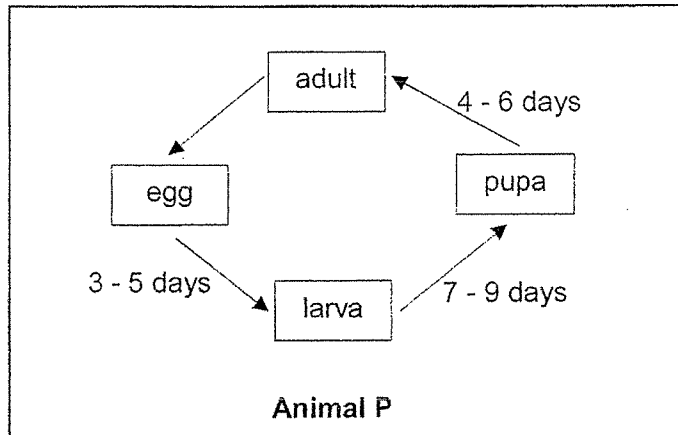 adult
4 - 6 days
egg
pupa
3 - 5 days
7 - 9 days
larva
Animal P